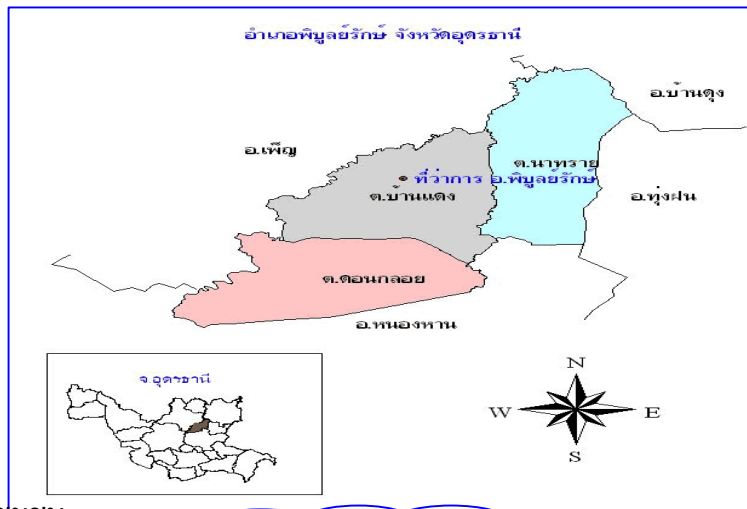 อำเภอพิบูลย์รักษ์ จังหวัดอุดรธานี
อ.บ้านดุง
อ.เพ็ญ
ต.นาทราย
ที่ว่าการ อ.พิบูลย์รักษ์
ต.บ้านแดง
อ.ทุ่งฝน
ต.ดอนกลอย
อ.หนองหาน
จ.อุดรธานี
N
W E
S